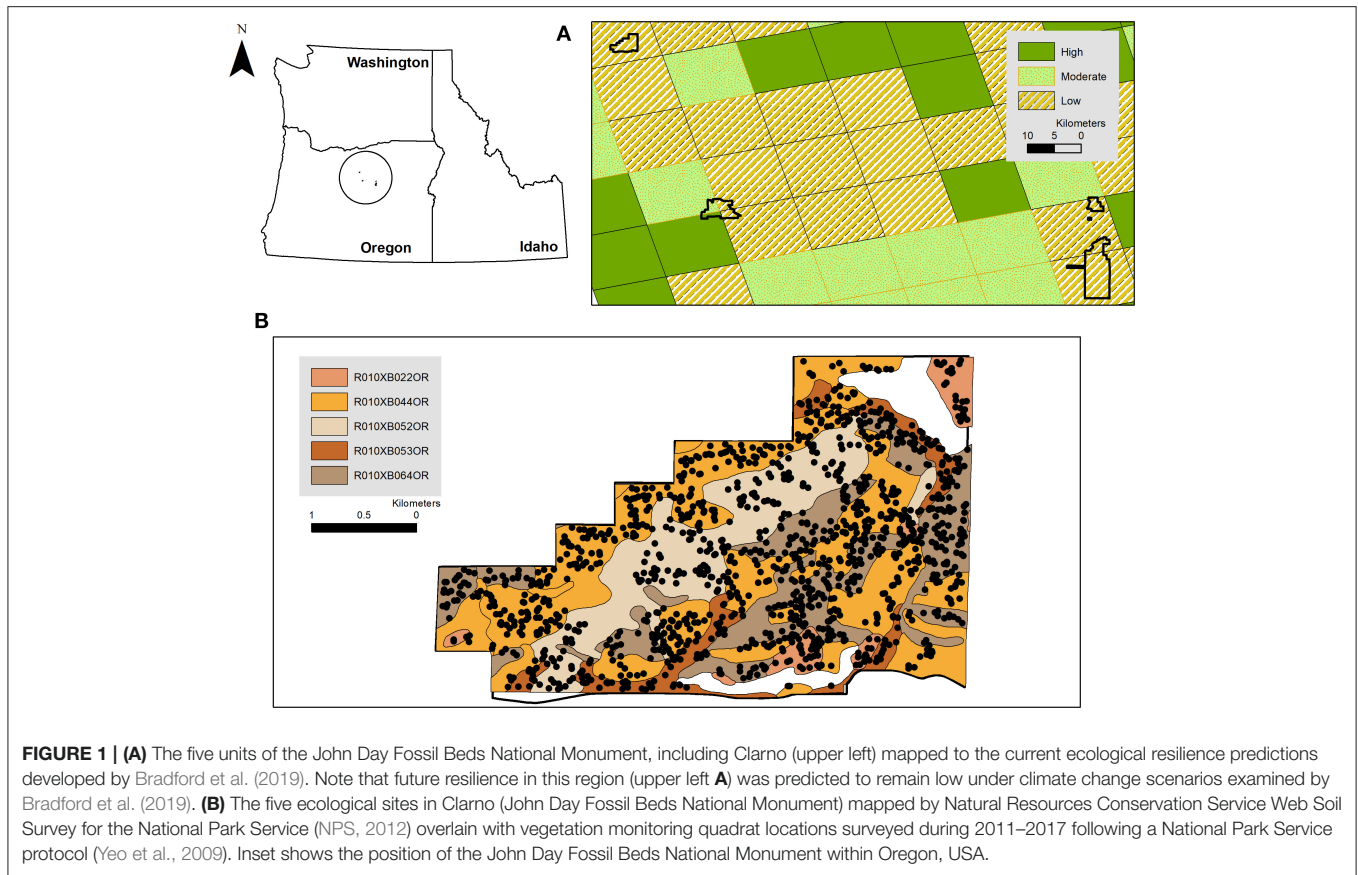 N
Washington
Oregon
Idaho
A
High
Moderate
Low
Kilometers
10 5 0
B
R010XB022OR
R010XB044OR
R010XB052OR
R010XB053OR
R010XB064OR
Kilometers
1 0.5 0
FIGURE 1 | (A) The five units of the John Day Fossil Beds National Monument, including Clarno (upper left) mapped to the current ecological resilience predictions
developed by Bradford et al. (2019). Note that future resilience in this region (upper left A) was predicted to remain low under climate change scenarios examined by
Bradford et al. (2019). (B) The five ecological sites in Clarno (John Day Fossil Beds National Monument) mapped by Natural Resources Conservation Service Web Soil
Survey for the National Park Service (NPS, 2012) overlain with vegetation monitoring quadrat locations surveyed during 2011–2017 following a National Park Service
protocol (Yeo et al., 2009). Inset shows the position of the John Day Fossil Beds National Monument within Oregon, USA.